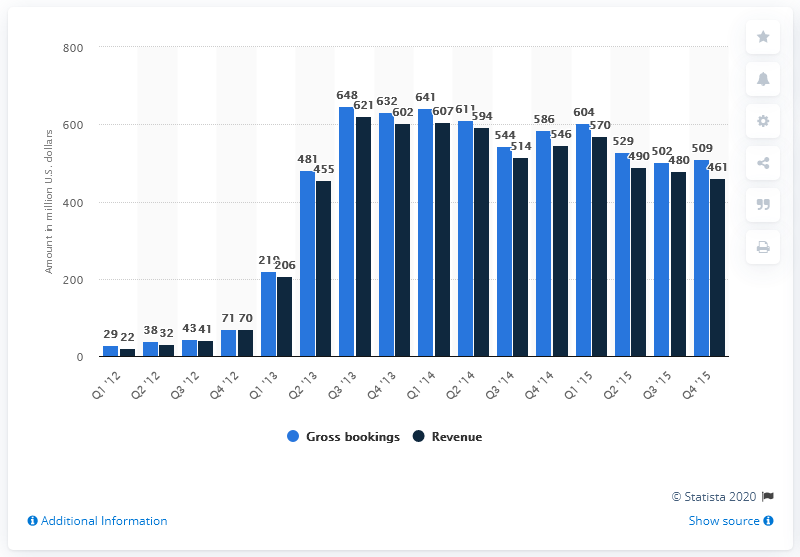 800
600
400
200
0
Amount in million U.S. dollars
29 22 38 32 43 41 71 70 219 206 481 455 648 621 632 602 641 607 611 594 544 514 586 546 604 570 529 490 502 480 509 461
Q1 '12 Q2 '12 Q3 '12 Q4 '12 Q1 '13 Q2 '13 Q3 '13 Q4 '13 Q1 '14 Q2 '14 Q3 '14 Q4 '14 Q1 '15 Q2 '15 Q3 '15 Q4 '15
Gross bookings Revenue
© Statista 2020
Additional Information Show source